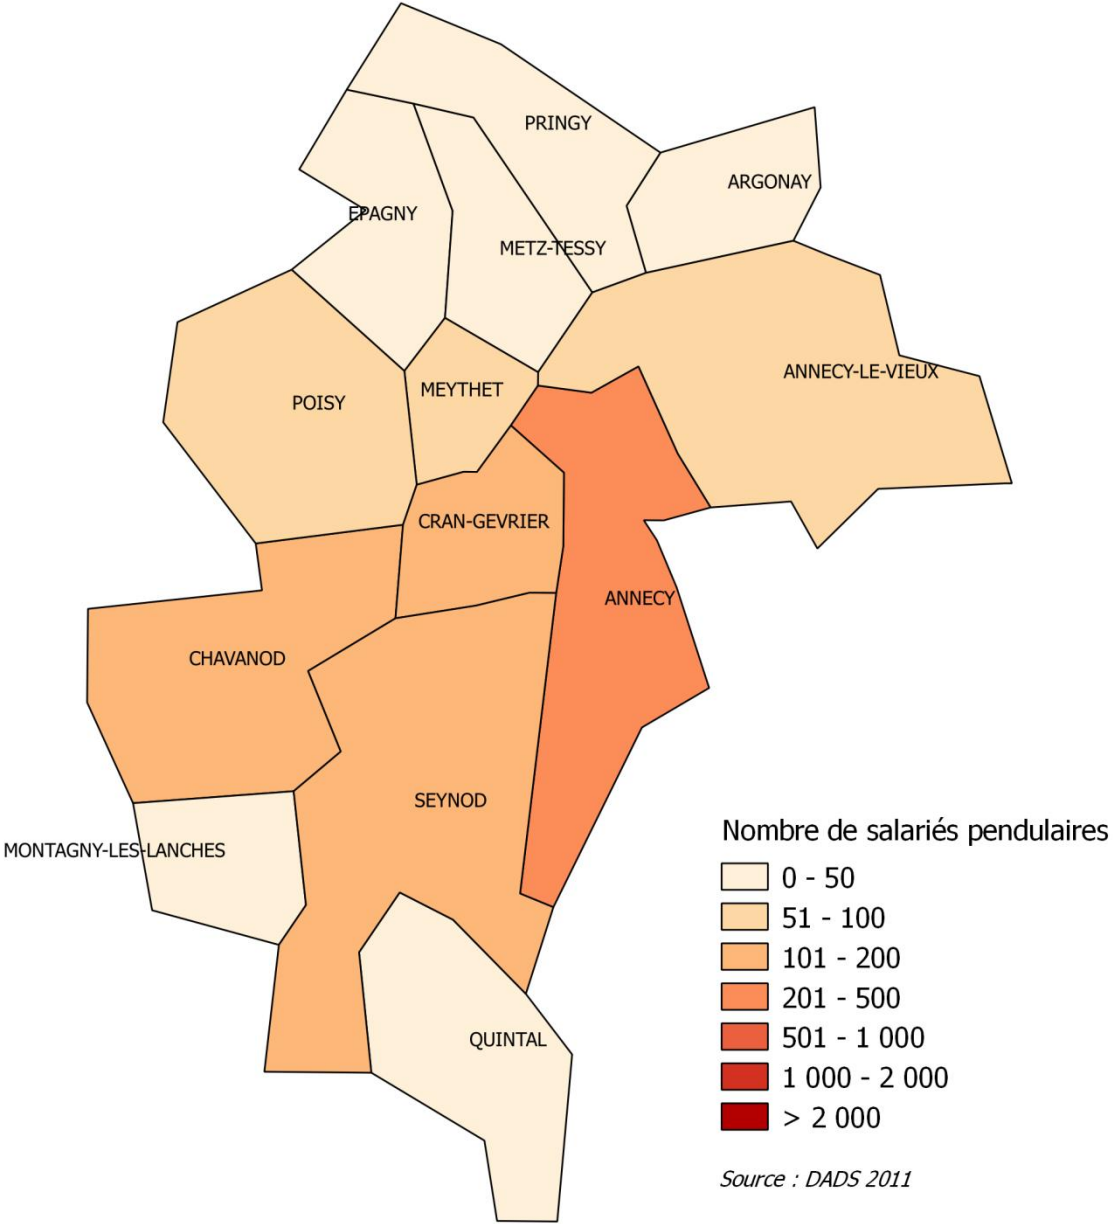 PRINGY
ARGONAY
EPAGNY
METZ-TESSY
ANNECY-LE-VIEUX
MEYTHET
POISY
CRAN-GEVRIER
ANNECY
CHAVANOD
SEYNOD
MONTAGNY-LES-LANCHES
QUINTAL
Nombre de salariés pendulaires
0 - 50
51 - 100
101 - 200
201 - 500
501 - 1 000
1 000 - 2 000
> 2 000
Source : DADS 2011